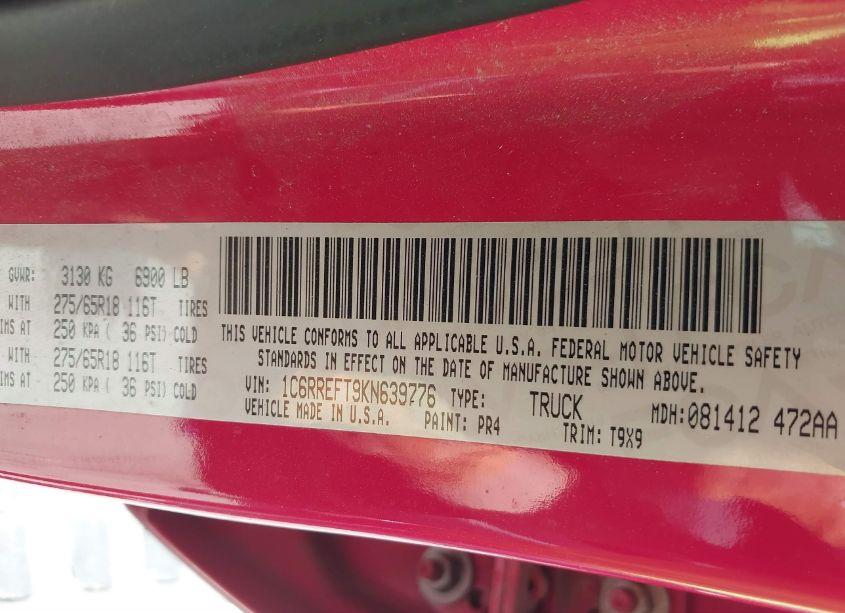 GVWR: 3130 KG 6900 LB
WITH 275/65R18 116T TIRES
IMS AT 250 KPA ( 36 PSI) COLD
WITH 275/65R18 116T TIRES
IMS AT 250 KPA ( 36 PSI) COLD
THIS VEHICLE CONFORMS TO ALL APPLICABLE U.S.A. FEDERAL MOTOR VEHICLE SAFETY
STANDARDS IN EFFECT ON THE DATE OF MANUFACTURE SHOWN ABOVE.
VIN: 1C6RREFT9KN639776 TYPE: TRUCK MDH:081412 472AA
VEHICLE MADE IN U.S.A. PAINT: PR4 TRIM: T9X9